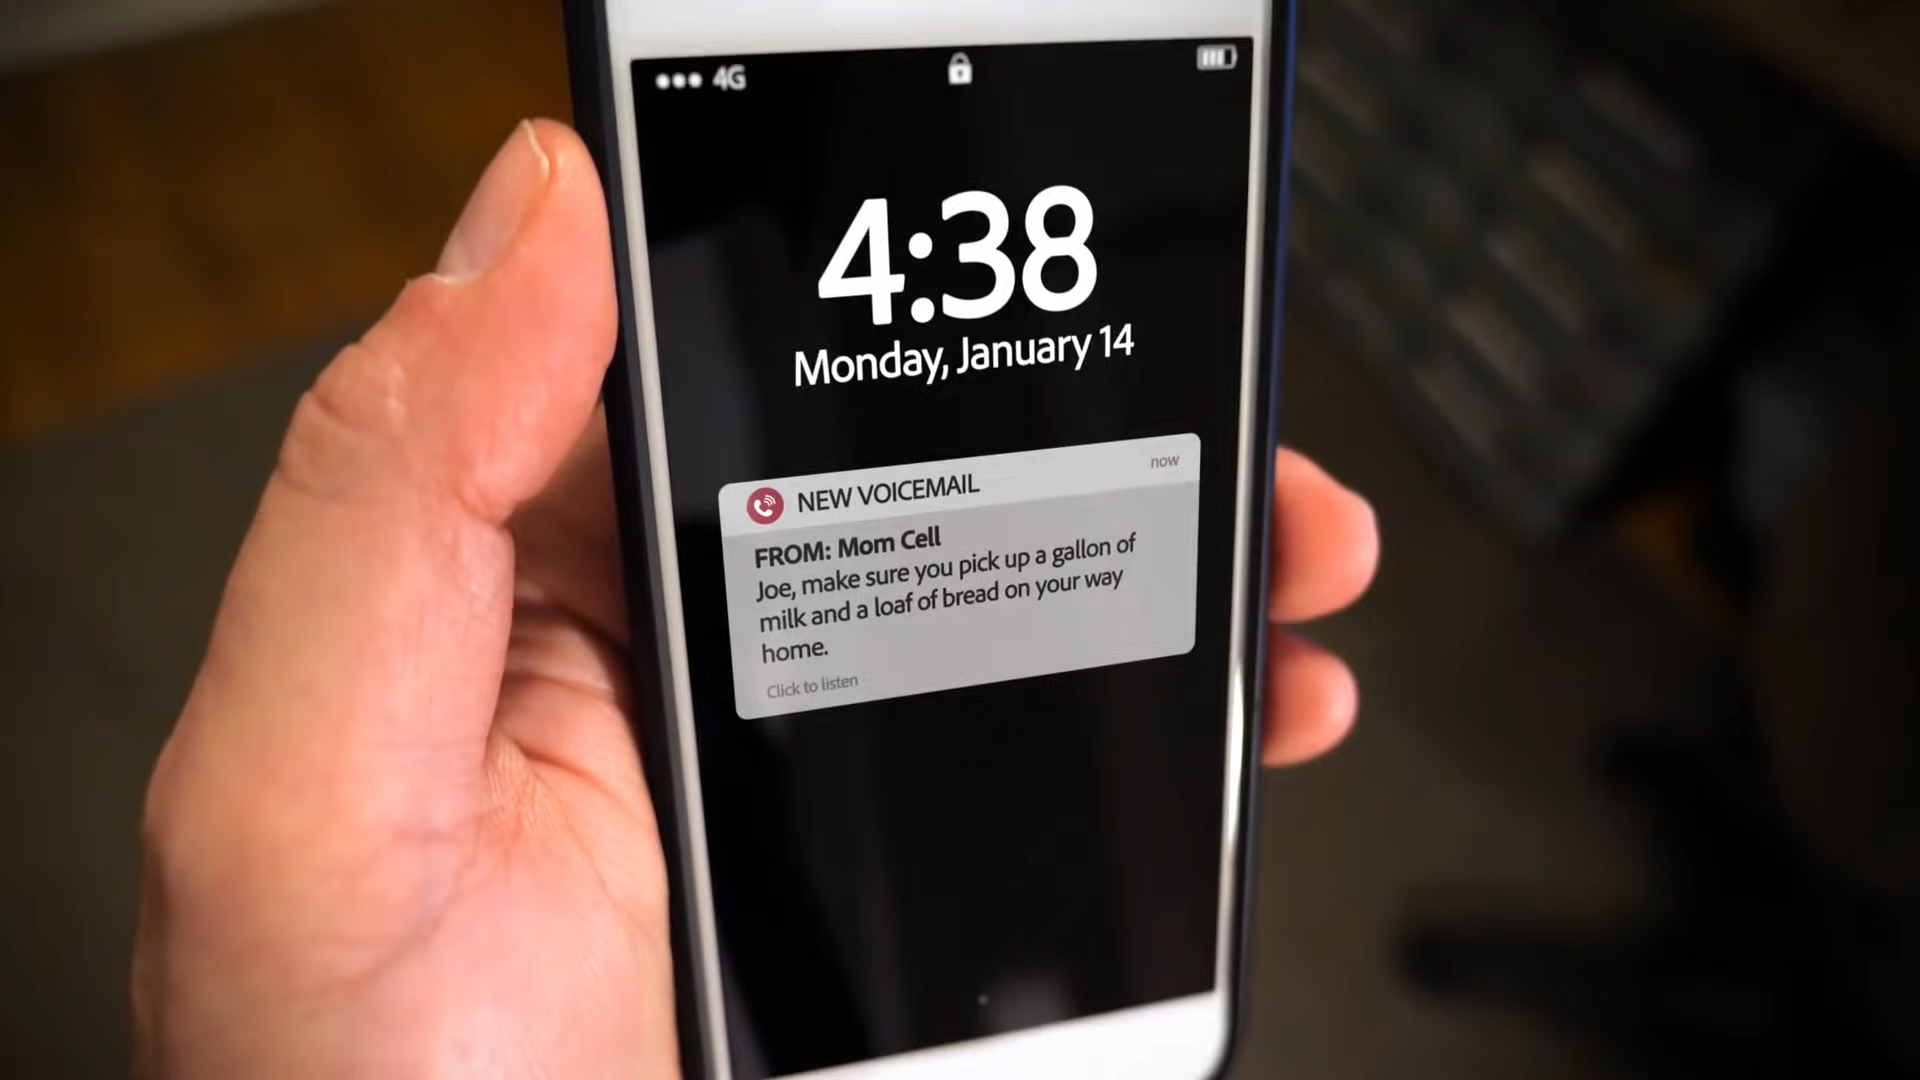 4G
4:38
Monday, January 14
NEW VOICEMAIL
now
FROM: Mom Cell
Joe, make sure you pick up a gallon of
milk and a loaf of bread on your way
home.
Click to listen